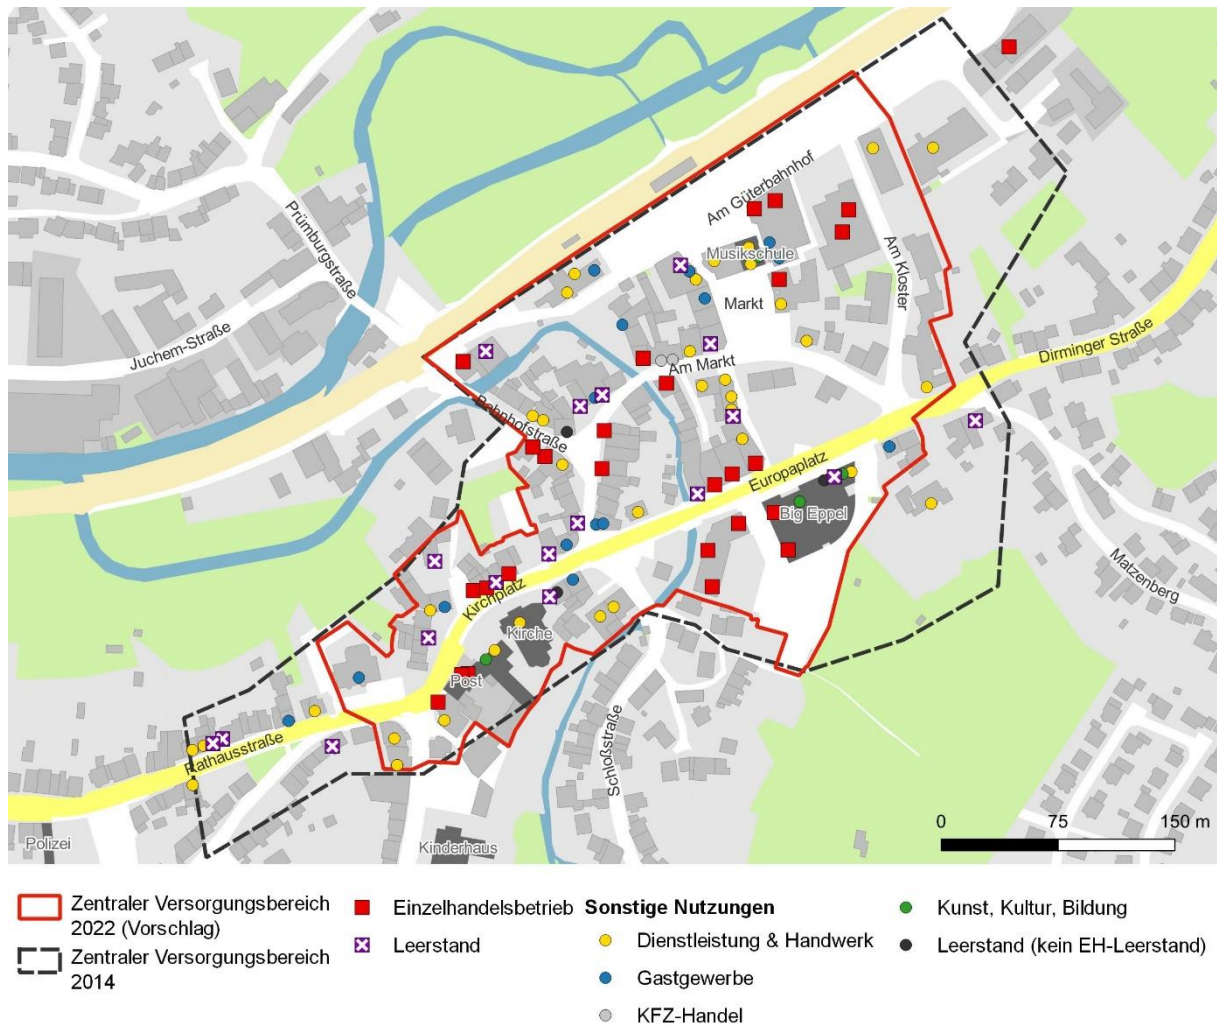 Prümburgstraße
Am Güterbahnhof
Musikschule
Am Kloster
Markt
Juchem-Straße
Dirminger Straße
Am Markt
Bahnhofstraße
Europaplatz
Big Eppel
Matzenberg
Kirchplatz
Kirche
Post
Schloßstraße
Rathausstraße
Polizei
Kinderhaus
0 75 150 m
Zentraler Versorgungsbereich
2022 (Vorschlag)
Zentraler Versorgungsbereich
2014
Einzelhandelsbetrieb
Leerstand
Sonstige Nutzungen
Dienstleistung & Handwerk
Gastgewerbe
KFZ-Handel
Kunst, Kultur, Bildung
Leerstand (kein EH-Leerstand)